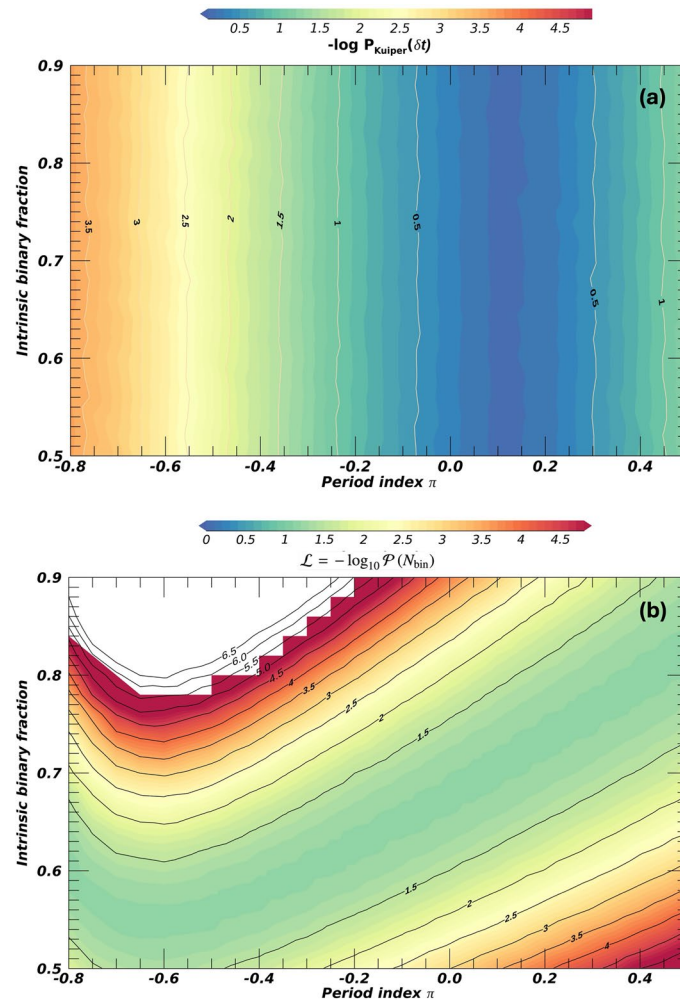 0.5 1 1.5 2 2.5 3 3.5 4 4.5
-log P_Kuiper(δt)
(a)
0.9
0.8
0.7
0.6
0.5
Intrinsic binary fraction
3.5 3 2.5 2 1.5 1 0.5 0.5 1
-0.8 -0.6 -0.4 -0.2 0.0 0.2 0.4
Period index π
0 0.5 1 1.5 2 2.5 3 3.5 4 4.5
ℒ = −log₁₀ 𝒫 (N_bin)
(b)
0.9
0.8
0.7
0.6
0.5
Intrinsic binary fraction
6.5
6.0
5.5
5.0
4.5
4
3.5
3
2.5
2
1.5
1.5
2
2.5
3
3.5
4
-0.8 -0.6 -0.4 -0.2 0.0 0.2 0.4
Period index π